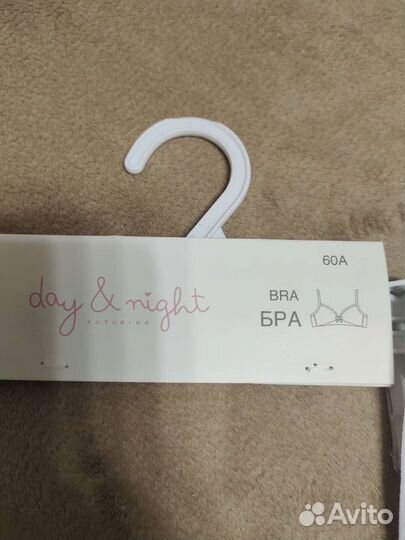 60A
day & night
FUTURINO
BRA
БРА
Avito